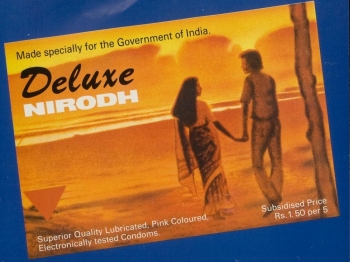 Made specially for the Government of India.
Deluxe
NIRODH
Superior Quality Lubricated, Pink Coloured,
Electronically tested Condoms.
Subsidised Price
Rs.1.50 per 5